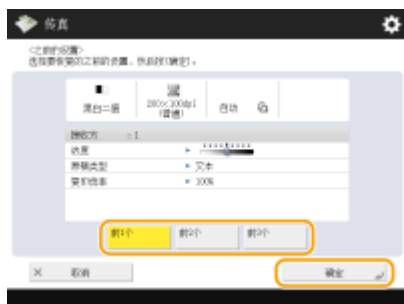 传真
<之前的设置>
选择要恢复的之前的设置，然后按[确定]。
黑白二值
200×100dpi
(普通)
自动
接收方 :1
浓度
原稿类型 ▶ 文本
复印倍率 ▶ 100%
前1个 前2个 前3个
× 取消 确定